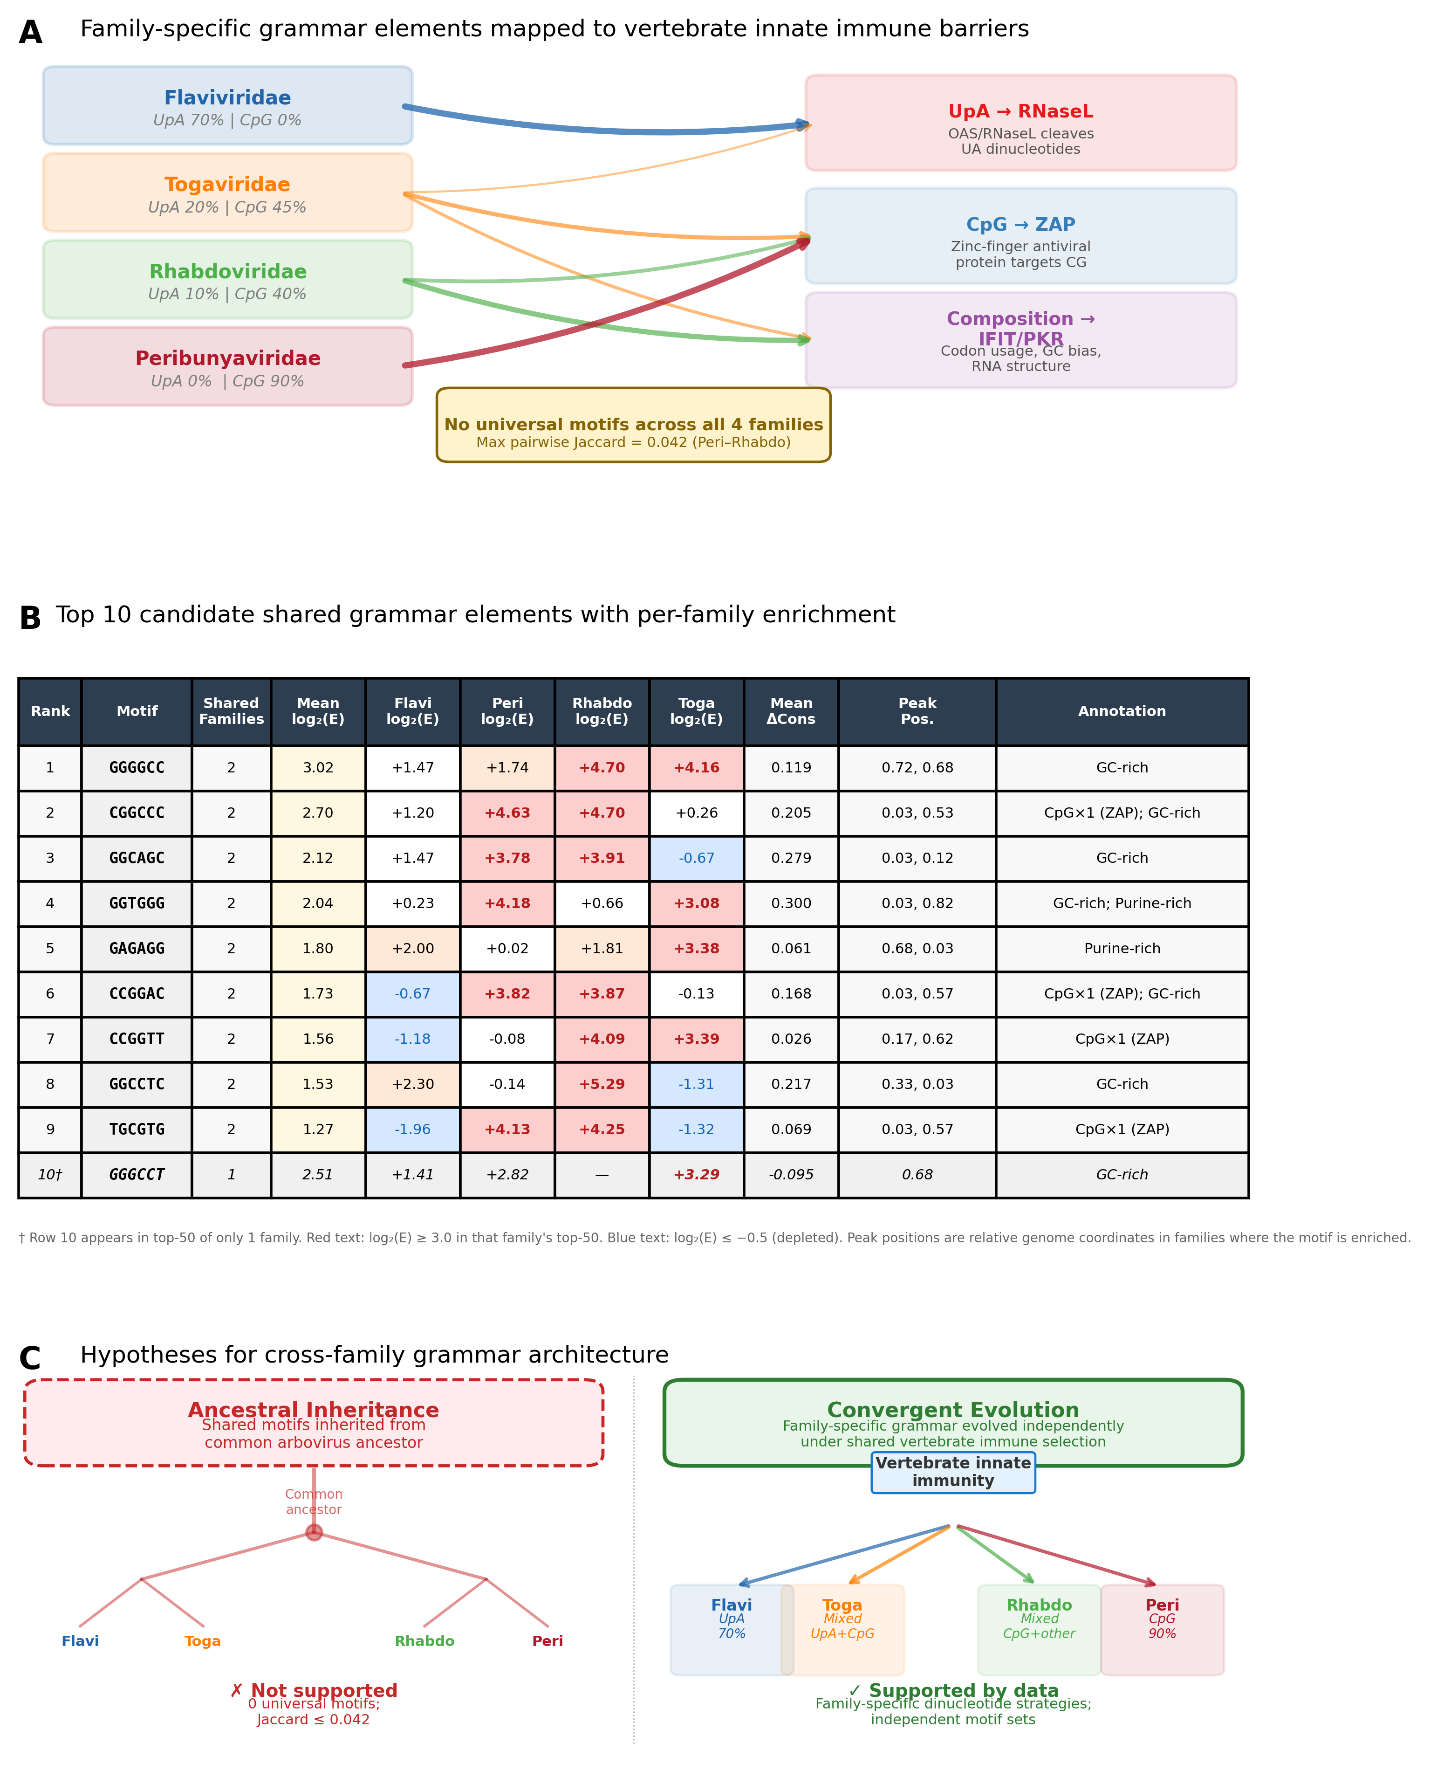 A Family-specific grammar elements mapped to vertebrate innate immune barriers
Flaviviridae
UpA 70% | CpG 0%
Togaviridae
UpA 20% | CpG 45%
Rhabdoviridae
UpA 10% | CpG 40%
Peribunyaviridae
UpA 0% | CpG 90%
UpA → RNaseL
OAS/RNaseL cleaves
UA dinucleotides
CpG → ZAP
Zinc-finger antiviral
protein targets CG
Composition →
IFIT/PKR
Codon usage, GC bias,
RNA structure
No universal motifs across all 4 families
Max pairwise Jaccard = 0.042 (Peri–Rhabdo)
B Top 10 candidate shared grammar elements with per-family enrichment
Rank Motif Shared Families Mean log₂(E) Flavi log₂(E) Peri log₂(E) Rhabdo log₂(E) Toga log₂(E) Mean ΔCons Peak Pos. Annotation
1 GGGGCC 2 3.02 +1.47 +1.74 +4.70 +4.16 0.119 0.72, 0.68 GC-rich
2 CGGCCC 2 2.70 +1.20 +4.63 +4.70 +0.26 0.205 0.03, 0.53 CpG×1 (ZAP); GC-rich
3 GGCAGC 2 2.12 +1.47 +3.78 +3.91 -0.67 0.279 0.03, 0.12 GC-rich
4 GGTGGG 2 2.04 +0.23 +4.18 +0.66 +3.08 0.300 0.03, 0.82 GC-rich; Purine-rich
5 GAGAGG 2 1.80 +2.00 +0.02 +1.81 +3.38 0.061 0.68, 0.03 Purine-rich
6 CCGGAC 2 1.73 -0.67 +3.82 +3.87 -0.13 0.168 0.03, 0.57 CpG×1 (ZAP); GC-rich
7 CCGGTT 2 1.56 -1.18 -0.08 +4.09 +3.39 0.026 0.17, 0.62 CpG×1 (ZAP)
8 GGCCTC 2 1.53 +2.30 -0.14 +5.29 -1.31 0.217 0.33, 0.03 GC-rich
9 TGCGTG 2 1.27 -1.96 +4.13 +4.25 -1.32 0.069 0.03, 0.57 CpG×1 (ZAP)
10† GGGCCT 1 2.51 +1.41 +2.82 — +3.29 -0.095 0.68 GC-rich
† Row 10 appears in top-50 of only 1 family. Red text: log₂(E) ≥ 3.0 in that family's top-50. Blue text: log₂(E) ≤ −0.5 (depleted). Peak positions are relative genome coordinates in families where the motif is enriched.
C Hypotheses for cross-family grammar architecture
Ancestral Inheritance
Shared motifs inherited from
common arbovirus ancestor
Common
ancestor
Flavi Toga Rhabdo Peri
✗ Not supported
0 universal motifs;
Jaccard ≤ 0.042
Convergent Evolution
Family-specific grammar evolved independently
under shared vertebrate immune selection
Vertebrate innate
immunity
Flavi
UpA
70%
Toga
Mixed
UpA+CpG
Rhabdo
Mixed
CpG+other
Peri
CpG
90%
✓ Supported by data
Family-specific dinucleotide strategies;
independent motif sets